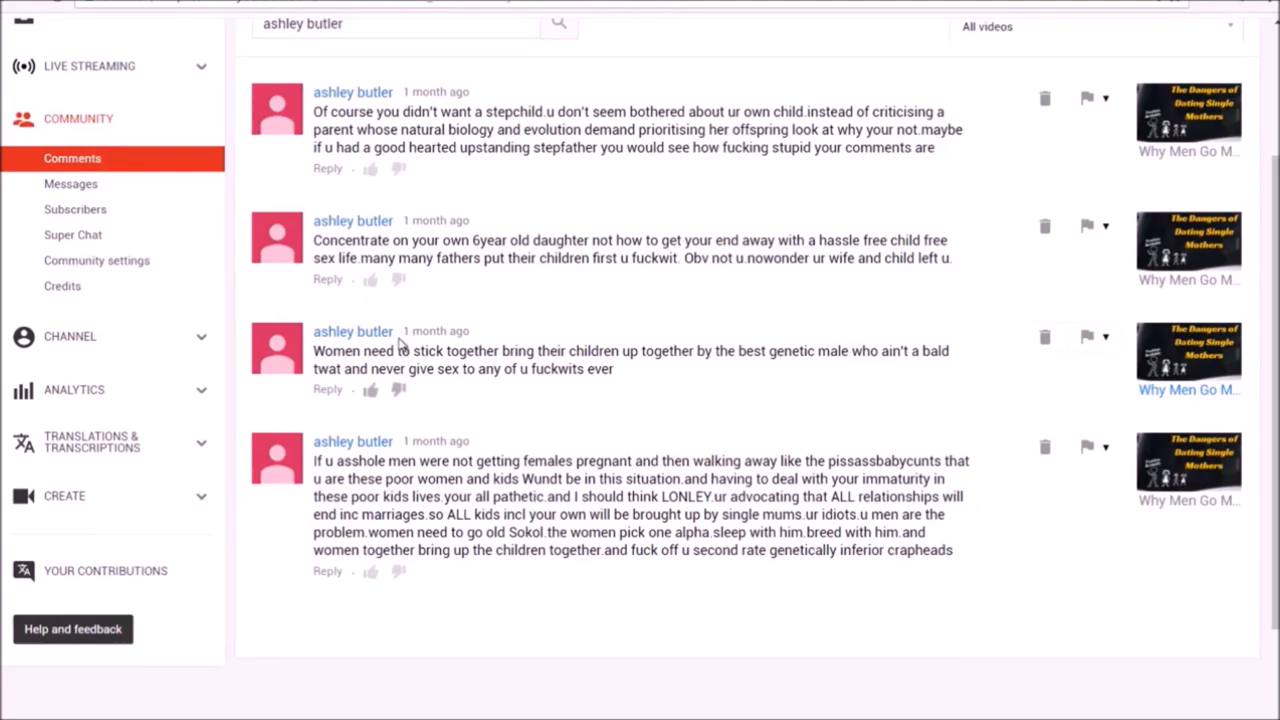 ashley butler
All videos
LIVE STREAMING
COMMUNITY
Comments
Messages
Subscribers
Super Chat
Community settings
Credits
CHANNEL
ANALYTICS
TRANSLATIONS &
TRANSCRIPTIONS
CREATE
YOUR CONTRIBUTIONS
Help and feedback
ashley butler 1 month ago
Of course you didn't want a stepchild.u don't seem bothered about ur own child.instead of criticising a
parent whose natural biology and evolution demand prioritising her offspring look at why your not.maybe
if u had a good hearted upstanding stepfather you would see how fucking stupid your comments are
Reply .
The Dangers of
Dating Single
Mothers
Why Men Go M...
ashley butler 1 month ago
Concentrate on your own 6year old daughter not how to get your end away with a hassle free child free
sex life.many many fathers put their children first u fuckwit. Obv not u.nowonder ur wife and child left u.
Reply .
The Dangers of
Dating Single
Mothers
Why Men Go M...
ashley butler 1 month ago
Women need to stick together bring their children up together by the best genetic male who ain't a bald
twat and never give sex to any of u fuckwits ever
Reply .
The Dangers of
Dating Single
Mothers
Why Men Go M...
ashley butler 1 month ago
If u asshole men were not getting females pregnant and then walking away like the pissassbabycunts that
u are these poor women and kids Wundt be in this situation.and having to deal with your immaturity in
these poor kids lives.your all pathetic.and I should think LONLEY.ur advocating that ALL relationships will
end inc marriages.so ALL kids incl your own will be brought up by single mums.ur idiots.u men are the
problem.women need to go old Sokol.the women pick one alpha.sleep with him.breed with him.and
women together bring up the children together.and fuck off u second rate genetically inferior crapheads
Reply .
The Dangers of
Dating Single
Mothers
Why Men Go M...